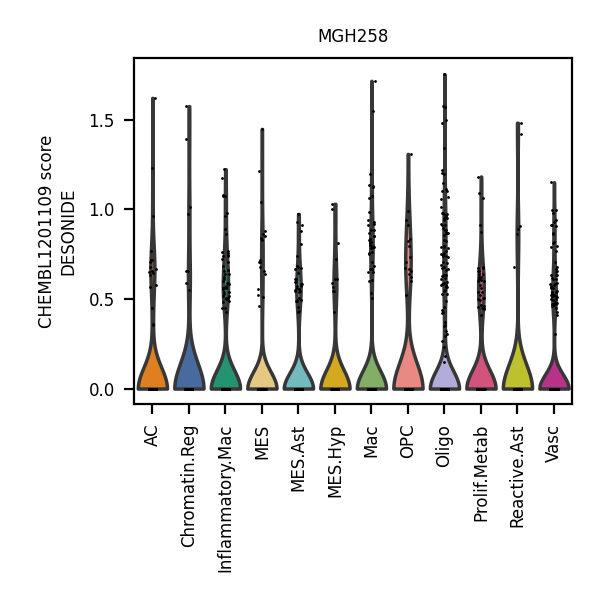 MGH258
CHEMBL1201109 score
DESONIDE
1.5
1.0
0.5
0.0
AC
Chromatin.Reg
Inflammatory.Mac
MES
MES.Ast
MES.Hyp
Mac
OPC
Oligo
Prolif.Metab
Reactive.Ast
Vasc